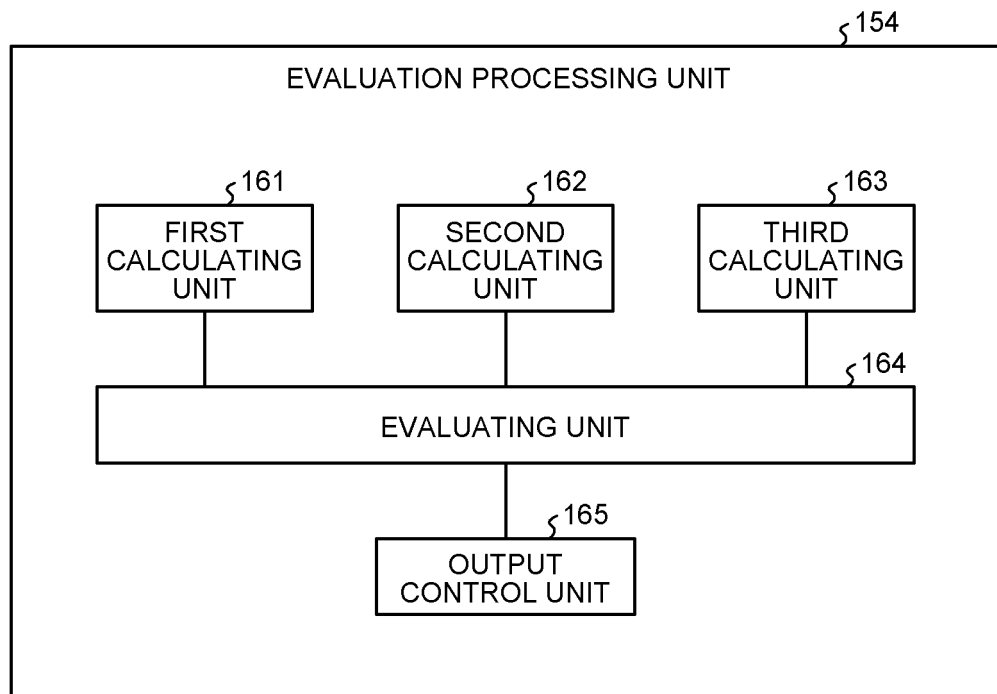 154
EVALUATION PROCESSING UNIT
161
162
163
FIRST
CALCULATING
UNIT
SECOND
CALCULATING
UNIT
THIRD
CALCULATING
UNIT
164
EVALUATING UNIT
165
OUTPUT
CONTROL UNIT